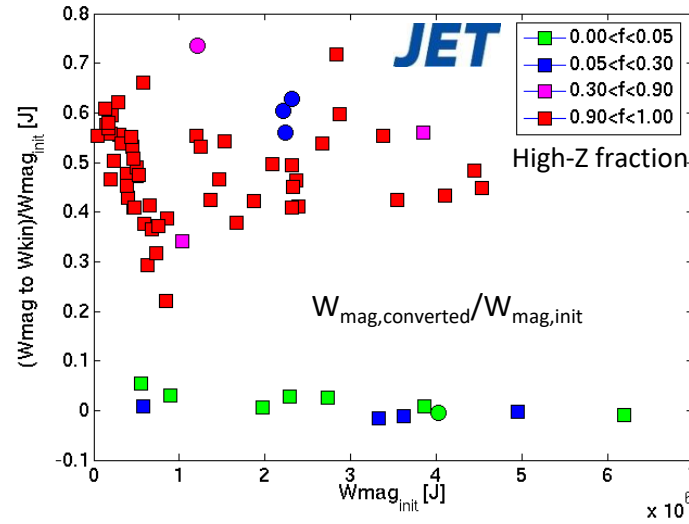 JET
0.00<f<0.05
0.05<f<0.30
0.30<f<0.90
0.90<f<1.00
High-Z fraction
W_mag,converted/W_mag,init
(Wmag to Wkin)/Wmag_init [J]
0.8
0.7
0.6
0.5
0.4
0.3
0.2
0.1
0
-0.1
0 1 2 3 4 5 6
Wmag_init [J]
x 10^6